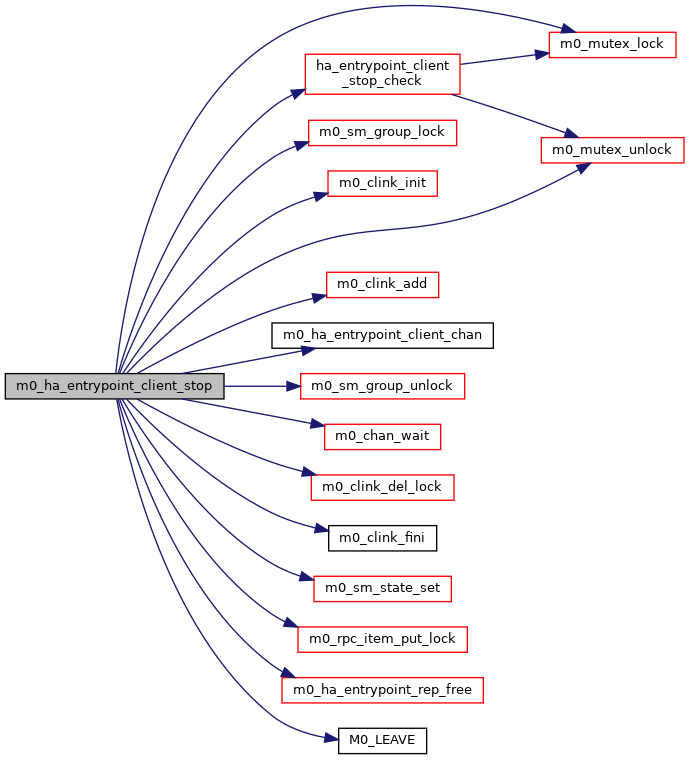 m0_mutex_lock
ha_entrypoint_client
_stop_check
m0_sm_group_lock
m0_mutex_unlock
m0_clink_init
m0_clink_add
m0_ha_entrypoint_client_chan
m0_ha_entrypoint_client_stop
m0_sm_group_unlock
m0_chan_wait
m0_clink_del_lock
m0_clink_fini
m0_sm_state_set
m0_rpc_item_put_lock
m0_ha_entrypoint_rep_free
M0_LEAVE